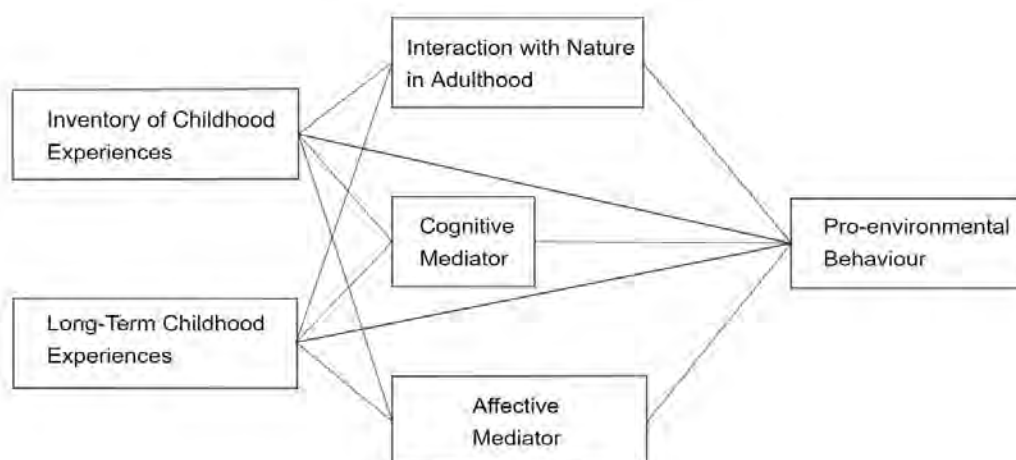 Interaction with Nature
in Adulthood
Inventory of Childhood
Experiences
Cognitive
Mediator
Pro-environmental
Behaviour
Long-Term Childhood
Experiences
Affective
Mediator